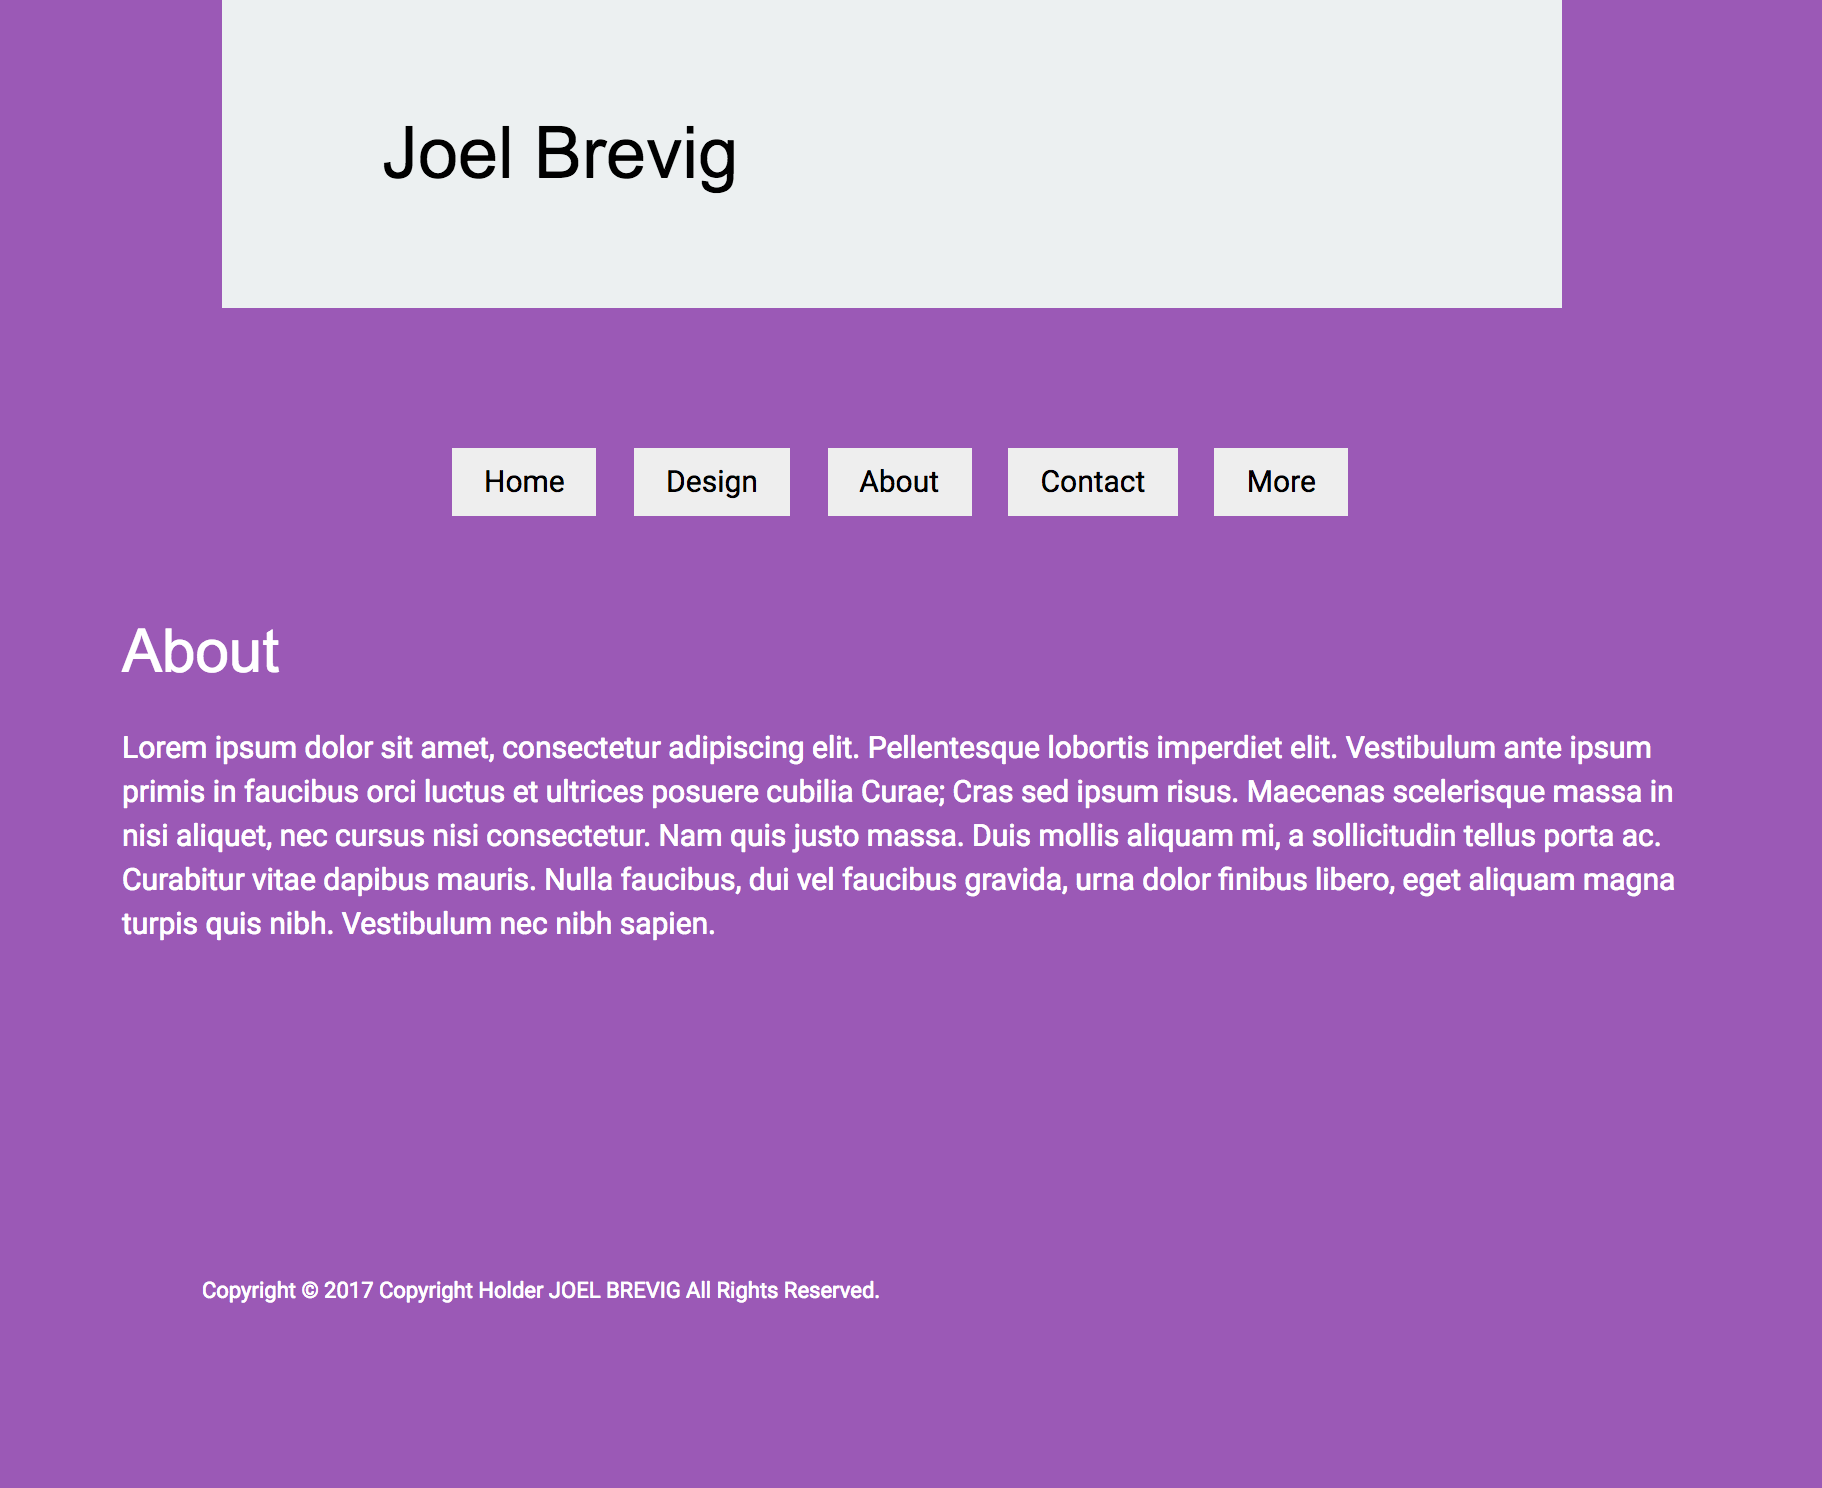 Joel Brevig
Home Design About Contact More
About
Lorem ipsum dolor sit amet, consectetur adipiscing elit. Pellentesque lobortis imperdiet elit. Vestibulum ante ipsum
primis in faucibus orci luctus et ultrices posuere cubilia Curae; Cras sed ipsum risus. Maecenas scelerisque massa in
nisi aliquet, nec cursus nisi consectetur. Nam quis justo massa. Duis mollis aliquam mi, a sollicitudin tellus porta ac.
Curabitur vitae dapibus mauris. Nulla faucibus, dui vel faucibus gravida, urna dolor finibus libero, eget aliquam magna
turpis quis nibh. Vestibulum nec nibh sapien.
Copyright © 2017 Copyright Holder JOEL BREVIG All Rights Reserved.